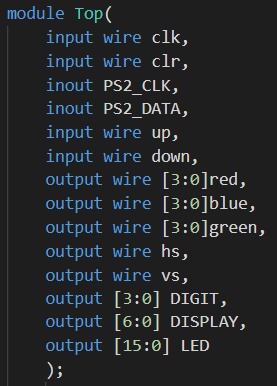 module Top(
    input wire clk,
    input wire clr,
    inout PS2_CLK,
    inout PS2_DATA,
    input wire up,
    input wire down,
    output wire [3:0]red,
    output wire [3:0]blue,
    output wire [3:0]green,
    output wire hs,
    output wire vs,
    output [3:0] DIGIT,
    output [6:0] DISPLAY,
    output [15:0] LED
    );